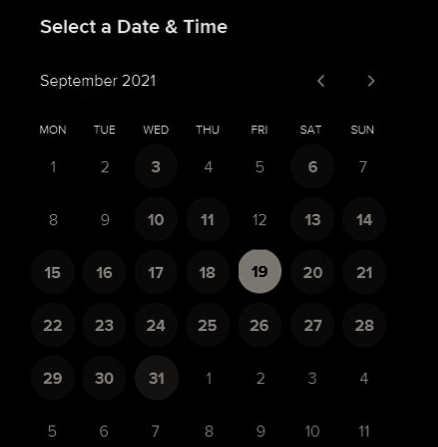 Select a Date & Time
September 2021
MON TUE WED THU FRI SAT SUN
1 2 3 4 5 6 7
8 9 10 11 12 13 14
15 16 17 18 19 20 21
22 23 24 25 26 27 28
29 30 31 1 2 3 4
5 6 7 8 9 10 11